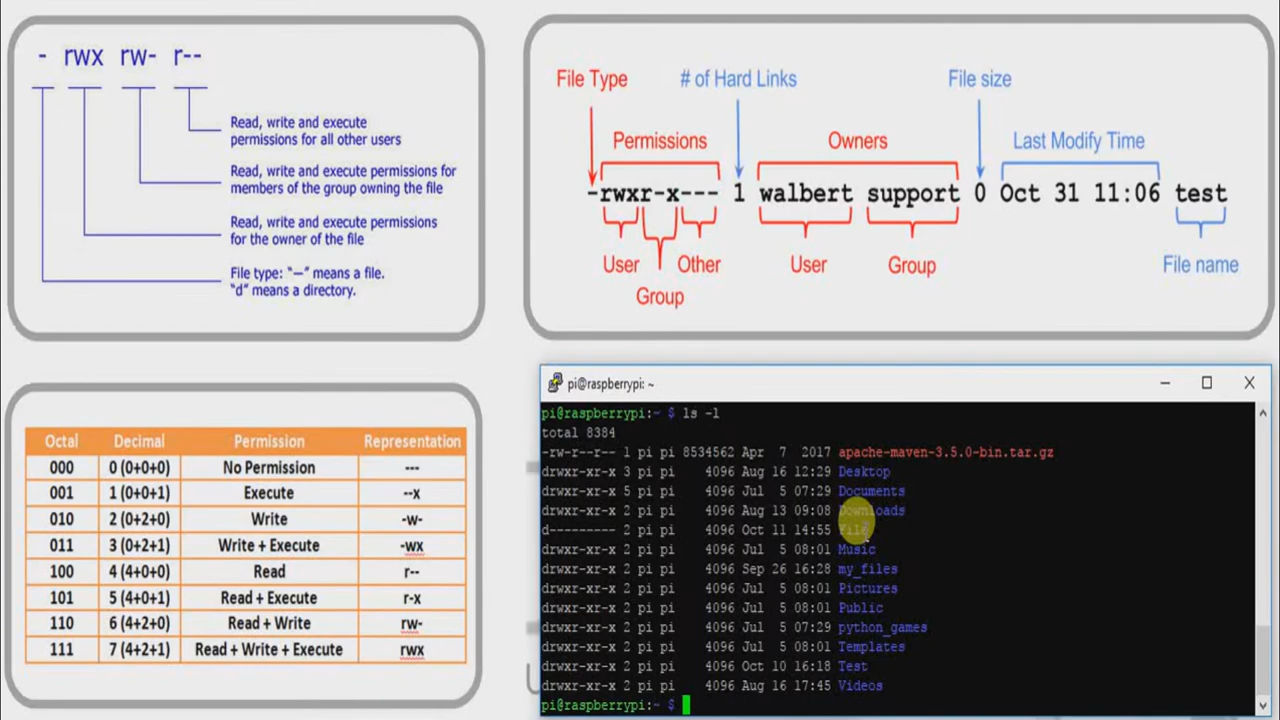 - rwx rw- r--
Read, write and execute
permissions for all other users
Read, write and execute permissions for
members of the group owning the file
Read, write and execute permissions
for the owner of the file
File type: "—" means a file.
"d" means a directory.
File Type
# of Hard Links
File size
Permissions
Owners
Last Modify Time
-rwxr-x--- 1 walbert support 0 Oct 31 11:06 test
User
Other
User
Group
File name
Group
Octal Decimal Permission Representation
000 0 (0+0+0) No Permission ---
001 1 (0+0+1) Execute --x
010 2 (0+2+0) Write -w-
011 3 (0+2+1) Write + Execute -wx
100 4 (4+0+0) Read r--
101 5 (4+0+1) Read + Execute r-x
110 6 (4+2+0) Read + Write rw-
111 7 (4+2+1) Read + Write + Execute rwx
pi@raspberrypi: ~
pi@raspberrypi:~ $ ls -l
total 8384
-rw-r--r-- 1 pi pi 8534562 Apr 7 2017 apache-maven-3.5.0-bin.tar.gz
drwxr-xr-x 3 pi pi 4096 Aug 16 12:29 Desktop
drwxr-xr-x 5 pi pi 4096 Jul 5 07:29 Documents
drwxr-xr-x 2 pi pi 4096 Aug 13 09:08 Downloads
d--------- 2 pi pi 4096 Oct 11 14:55
drwxr-xr-x 2 pi pi 4096 Jul 5 08:01 Music
drwxr-xr-x 2 pi pi 4096 Sep 26 16:28 my_files
drwxr-xr-x 2 pi pi 4096 Jul 5 08:01 Pictures
drwxr-xr-x 2 pi pi 4096 Jul 5 08:01 Public
drwxr-xr-x 2 pi pi 4096 Jul 5 07:29 python_games
drwxr-xr-x 2 pi pi 4096 Jul 5 08:01 Templates
drwxr-xr-x 2 pi pi 4096 Oct 10 16:18 Test
drwxr-xr-x 2 pi pi 4096 Aug 16 17:45 Videos
pi@raspberrypi:~ $